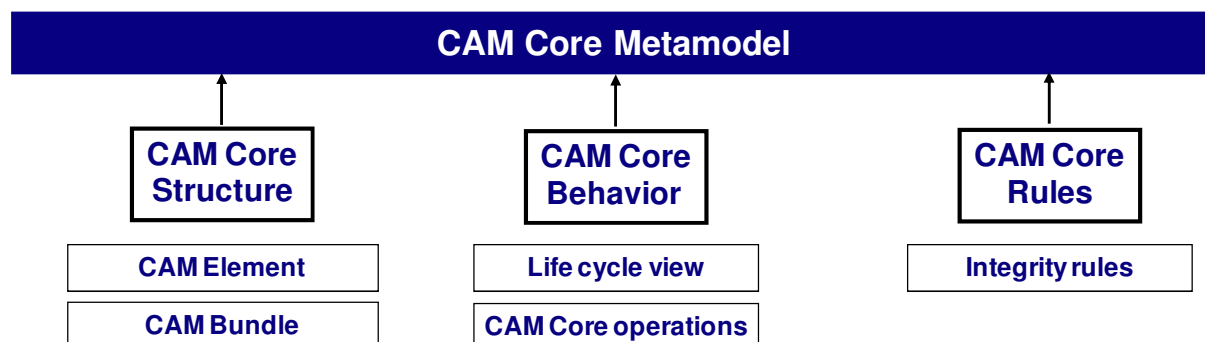 CAM Core Metamodel
CAM Core
Structure
CAM Core
Behavior
CAM Core
Rules
CAM Element
Life cycle view
Integrity rules
CAM Bundle
CAM Core operations